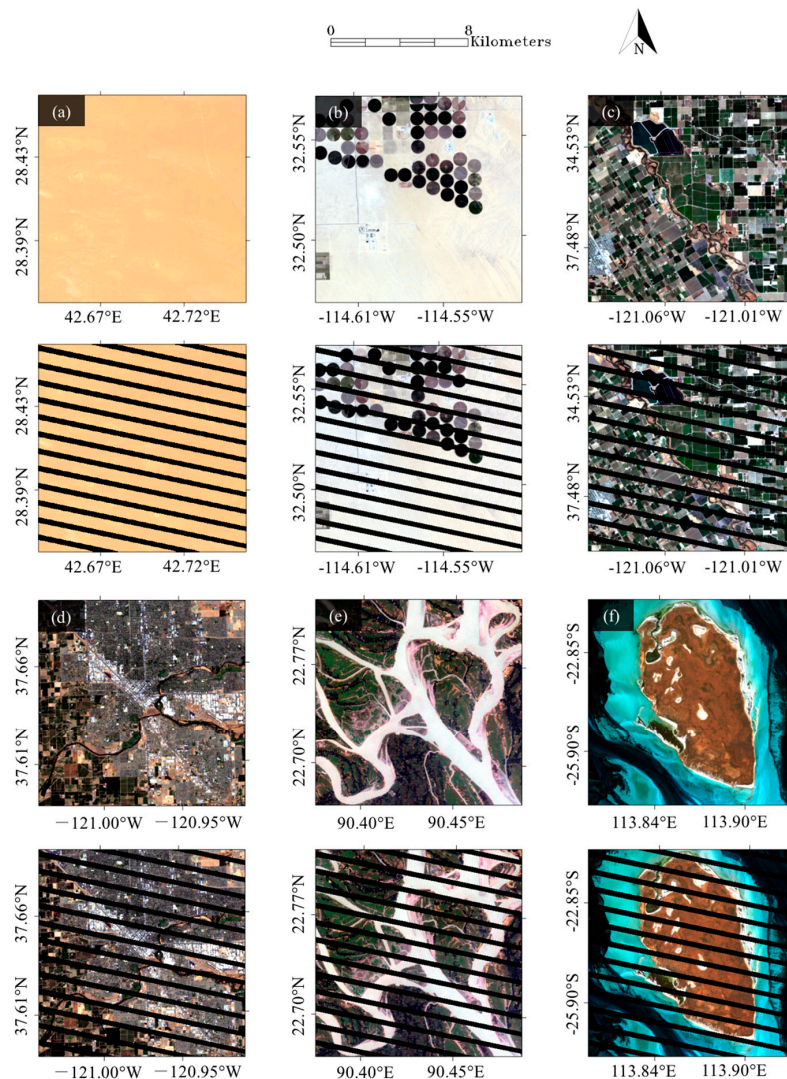 0 8
Kilometers
N
(a) (b) (c)
28.43°N 32.55°N 34.53°N
28.39°N 32.50°N 37.48°N
42.67°E 42.72°E -114.61°W -114.55°W -121.06°W -121.01°W
28.43°N 32.55°N 34.53°N
28.39°N 32.50°N 37.48°N
42.67°E 42.72°E -114.61°W -114.55°W -121.06°W -121.01°W
(d) (e) (f)
37.66°N 22.77°N -22.85°S
37.61°N 22.70°N -25.90°S
−121.00°W −120.95°W 90.40°E 90.45°E 113.84°E 113.90°E
37.66°N 22.77°N -22.85°S
37.61°N 22.70°N -25.90°S
−121.00°W −120.95°W 90.40°E 90.45°E 113.84°E 113.90°E